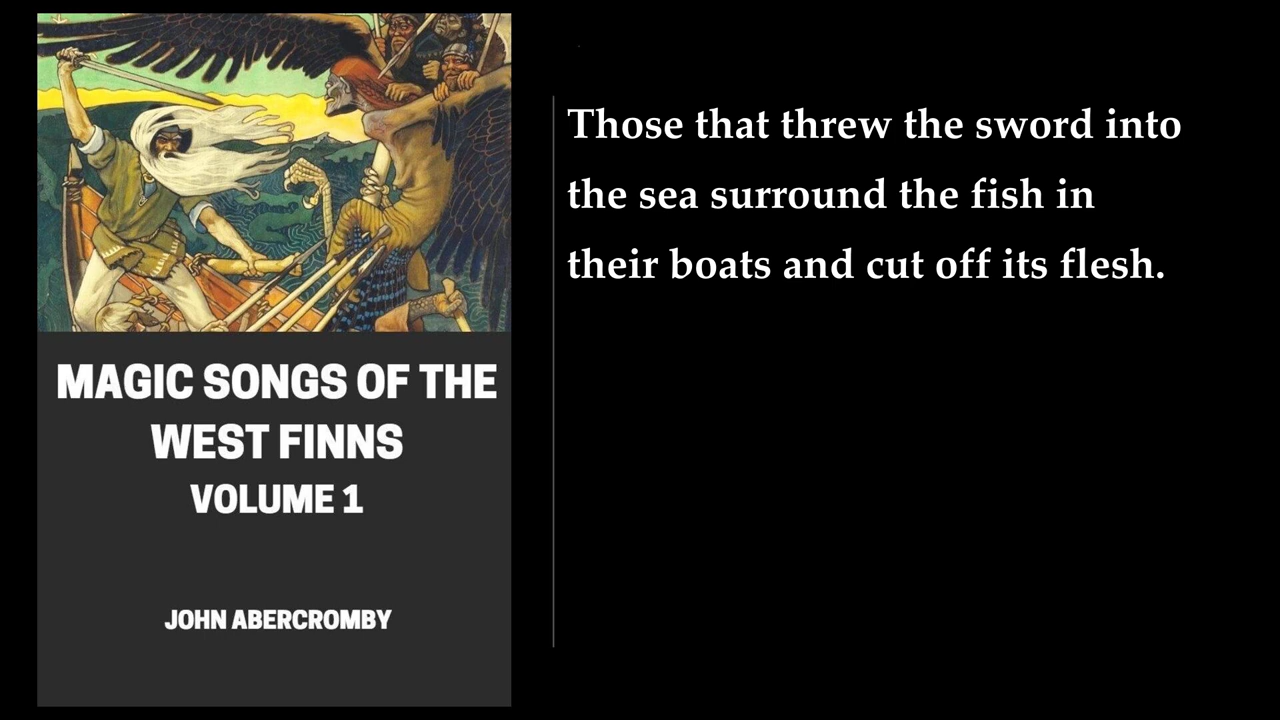 MAGIC SONGS OF THE
WEST FINNS
VOLUME 1
JOHN ABERCROMBY
Those that threw the sword into
the sea surround the fish in
their boats and cut off its flesh.